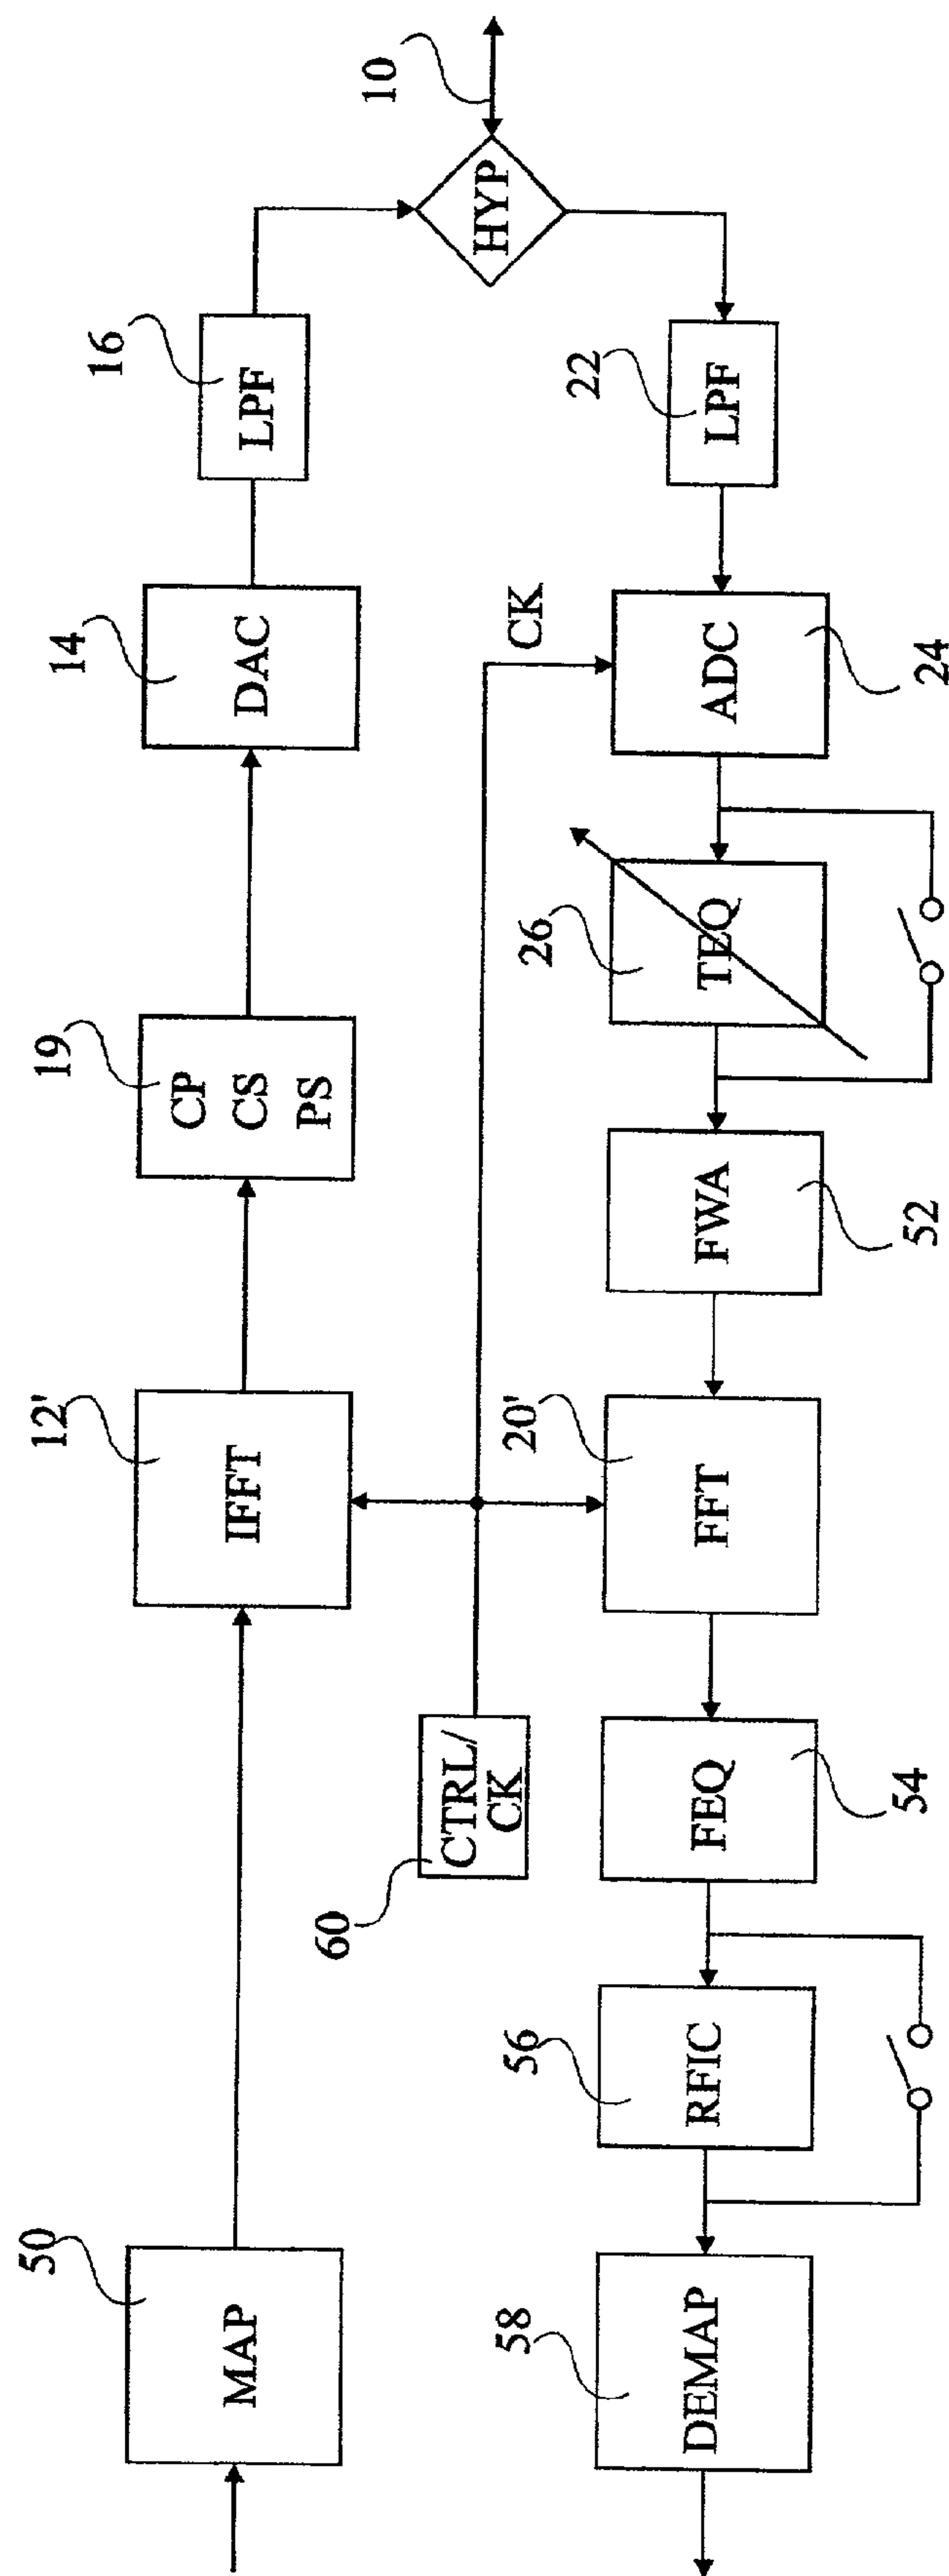 50
MAP
12'
IFFT
19
CP
CS
PS
14
DAC
16
LPF
10
HYP
60
CTRL/
CK
CK
58
DEMAP
56
RFIC
FEQ
54
20'
FFT
FWA
52
26
TEQ
ADC
24
22
LPF